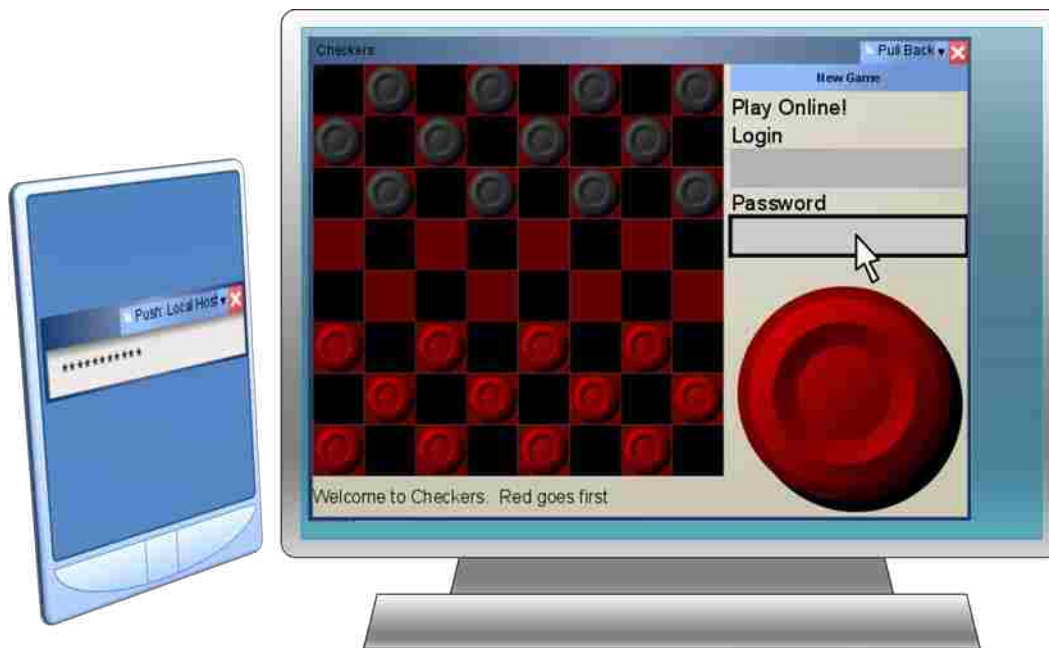 Push: Local Host
***********
Checkers
Pull Back
New Game
Play Online!
Login
Password
Welcome to Checkers. Red goes first